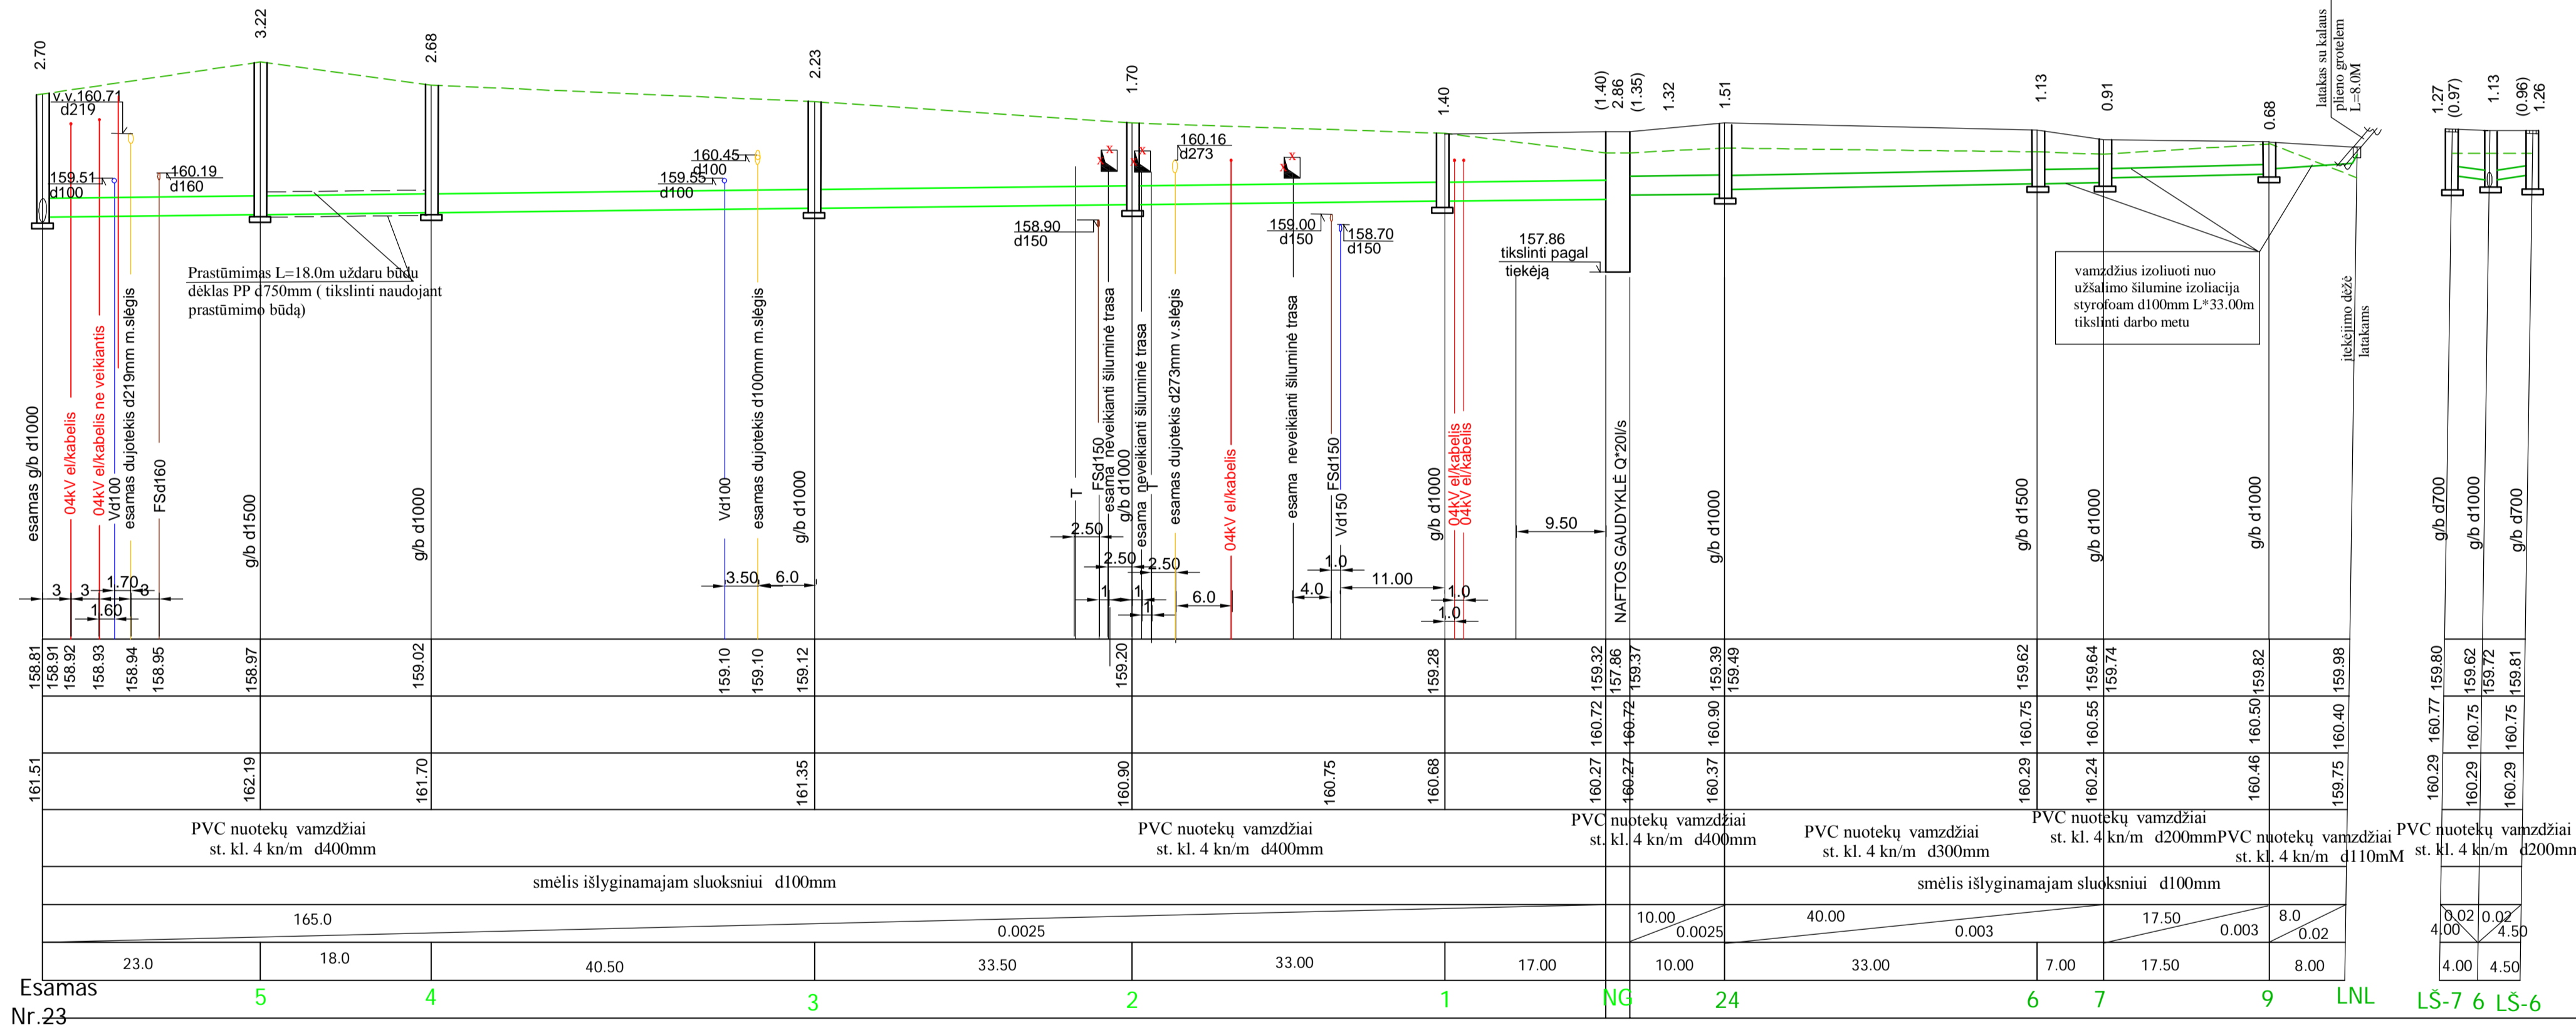 2.70
3.22
2.68
2.23
1.70
1.40
(1.40)
2.86
(1.35)
1.32
1.51
1.13
0.91
0.68
latakas su kalaus
plieno grotelem
L=8.0M
1.27
(0.97)
1.13
(0.96)
1.26
v.v.160.71
d219
159.51
d100
160.19
d160
160.45
d100
159.55
d100
x
x
x
x
160.16
d273
x
x
158.90
d150
159.00
d150
158.70
d150
157.86
tikslinti pagal
tiekėją
Prastūmimas L=18.0m uždaru būdu
dėklas PP d750mm ( tikslinti naudojant
prastūmimo būdą)
vamzdžius izoliuoti nuo
užšalimo šilumine izoliacija
styrofoam d100mm L*33.00m
tikslinti darbo metu
įtekėjimo dėžė
latakams
esamas g/b d1000
04kV el/kabelis
04kV el/kabelis ne veikiantis
Vd100
esamas dujotekis d219mm m.slėgis
FSd160
g/b d1500
g/b d1000
Vd100
esamas dujotekis d100mm m.slėgis
g/b d1000
T
FSd150
esama neveikianti šiluminė trasa
g/b d1000
esama neveikianti šiluminė trasa
T
esamas dujotekis d273mm v.slėgis
04kV el/kabelis
esama neveikianti šiluminė trasa
FSd150
Vd150
g/b d1000
04kV el/kabelis
04kV el/kabelis
NAFTOS GAUDYKLĖ Q*20l/s
g/b d1000
g/b d1500
g/b d1000
g/b d1000
g/b d700
g/b d1000
g/b d700
3
3
1.70
3
1.60
3.50
6.0
2.50
2.50
2.50
1
1
1
6.0
4.0
1.0
11.00
1.0
1.0
9.50
158.81
158.91
158.92
158.93
158.94
158.95
158.97
159.02
159.10
159.10
159.12
159.20
159.28
159.32
157.86
159.37
159.39
159.49
159.62
159.64
159.74
159.82
159.98
159.80
159.62
159.72
159.81
160.72
160.72
160.90
160.75
160.55
160.50
160.40
160.77
160.75
160.75
161.51
162.19
161.70
161.35
160.90
160.75
160.68
160.27
160.27
160.37
160.29
160.24
160.46
159.75
160.29
160.29
160.29
PVC nuotekų vamzdžiai
st. kl. 4 kn/m d400mm
PVC nuotekų vamzdžiai
st. kl. 4 kn/m d400mm
PVC nuotekų vamzdžiai
st. kl. 4 kn/m d400mm
PVC nuotekų vamzdžiai
st. kl. 4 kn/m d300mm
PVC nuotekų vamzdžiai
st. kl. 4 kn/m d200mm
PVC nuotekų vamzdžiai
st. kl. 4 kn/m d110mM
PVC nuotekų vamzdžiai
st. kl. 4 kn/m d200mm
smėlis išlyginamajam sluoksniui d100mm
smėlis išlyginamajam sluoksniui d100mm
165.0
0.0025
10.00
0.0025
40.00
0.003
17.50
0.003
8.0
0.02
0.02
4.00
0.02
4.50
23.0
18.0
40.50
33.50
33.00
17.00
10.00
33.00
7.00
17.50
8.00
4.00
4.50
Esamas
Nr.23
5
4
3
2
1
NG
24
6
7
9
LNL
LŠ-7
6
LŠ-6